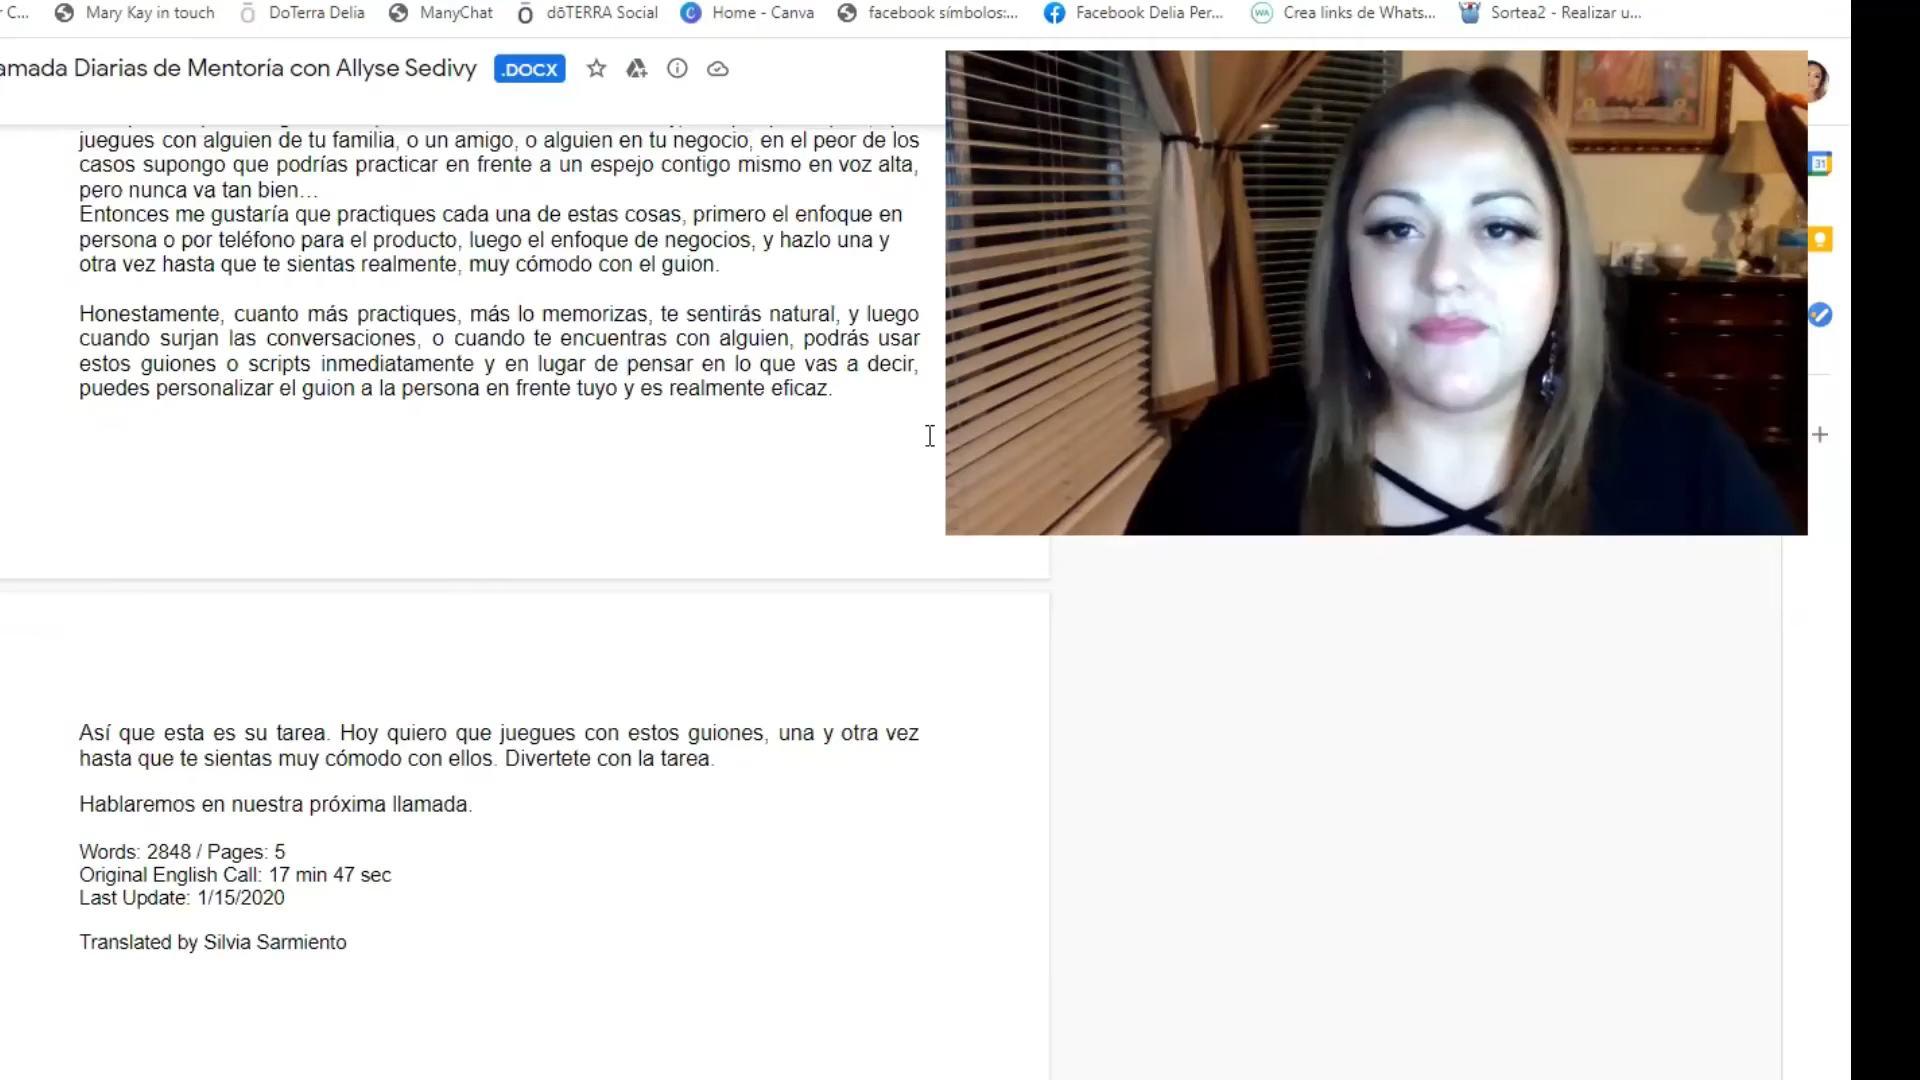 C...
Mary Kay in touch
DoTerra Delia
ManyChat
dōTERRA Social
Home - Canva
facebook símbolos:...
Facebook Delia Per...
WA
Crea links de Whats...
Sortea2 - Realizar u...
amada Diarias de Mentoría con Allyse Sedivy
.DOCX
31
juegues con alguien de tu familia, o un amigo, o alguien en tu negocio, en el peor de los
casos supongo que podrías practicar en frente a un espejo contigo mismo en voz alta,
pero nunca va tan bien...
Entonces me gustaría que practiques cada una de estas cosas, primero el enfoque en
persona o por teléfono para el producto, luego el enfoque de negocios, y hazlo una y
otra vez hasta que te sientas realmente, muy cómodo con el guion.
Honestamente, cuanto más practiques, más lo memorizas, te sentirás natural, y luego
cuando surjan las conversaciones, o cuando te encuentras con alguien, podrás usar
estos guiones o scripts inmediatamente y en lugar de pensar en lo que vas a decir,
puedes personalizar el guion a la persona en frente tuyo y es realmente eficaz.
Así que esta es su tarea. Hoy quiero que juegues con estos guiones, una y otra vez
hasta que te sientas muy cómodo con ellos. Divertete con la tarea.
Hablaremos en nuestra próxima llamada.
Words: 2848 / Pages: 5
Original English Call: 17 min 47 sec
Last Update: 1/15/2020
Translated by Silvia Sarmiento